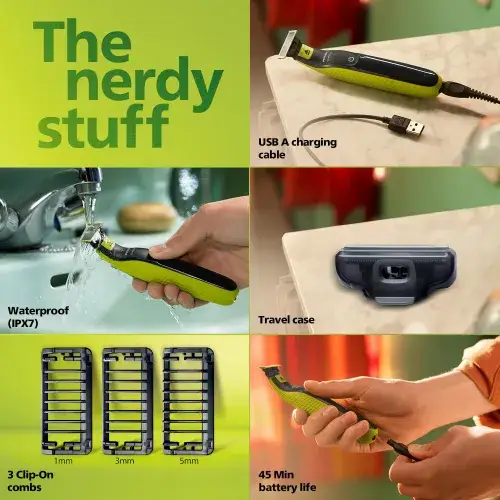 The
nerdy
stuff
USB A charging
cable
Waterproof
(IPX7)
Travel case
1mm
3mm
5mm
3 Clip-On
combs
45 Min
battery life